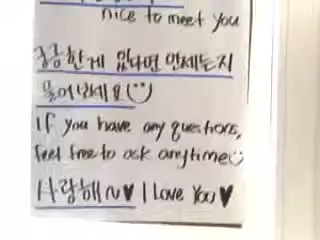 nice to meet you
궁금한게 있다면 언제든지
물어보세요☺
If you have any questions,
feel free to ask anytime☺
사랑해~♥ I Love You♥